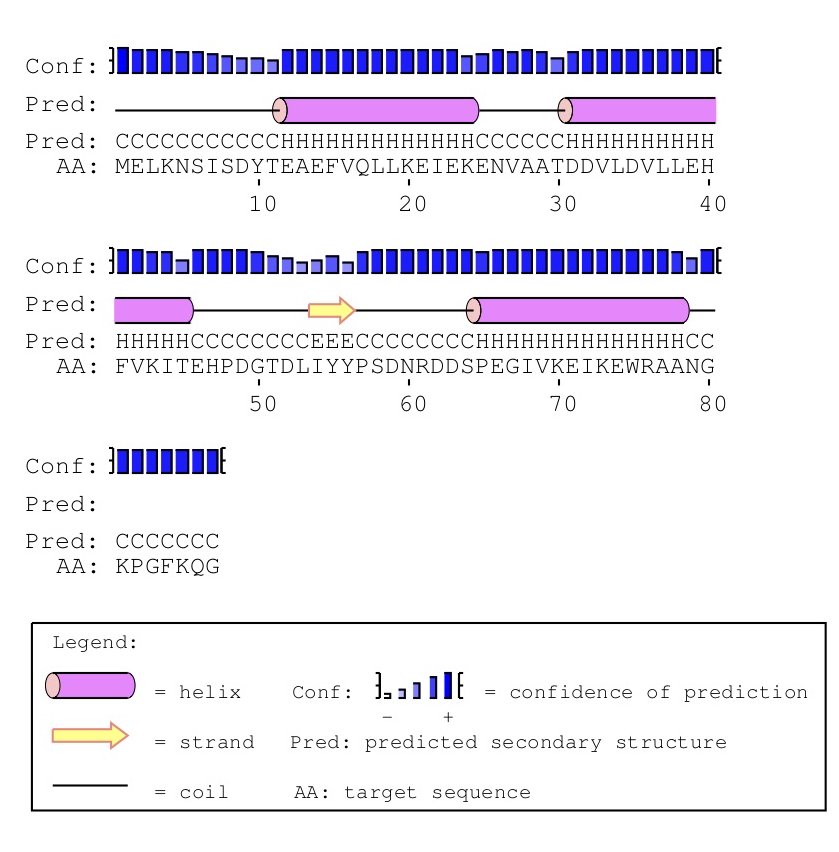 Conf:
Pred:
Pred: CCCCCCCCCCCHHHHHHHHHHHHHCCCCCCHHHHHHHHHH
AA: MELKNSISDYTEAEFVQLLKEIEKENVAATDDVLDVLLEH
10 20 30 40
Conf:
Pred:
Pred: HHHHHCCCCCCCCEEECCCCCCCCHHHHHHHHHHHHHHCC
AA: FVKITEHPDGTDLIYYPSDNRDDSPEGIVKEIKEWRAANG
50 60 70 80
Conf:
Pred:
Pred: CCCCCCC
AA: KPGFKQG
Legend:
= helix Conf: = confidence of prediction
- +
= strand Pred: predicted secondary structure
= coil AA: target sequence